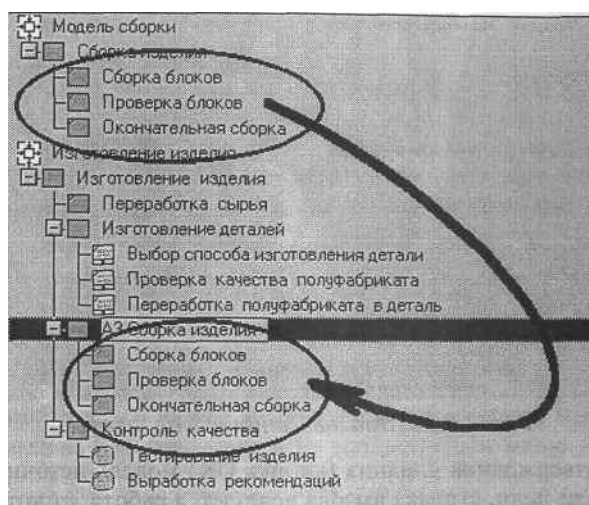 Модель сборки
Сборка изделия
Сборка блоков
Проверка блоков
Окончательная сборка
Изготовление изделия
Изготовление изделия
Переработка сырья
Изготовление деталей
Выбор способа изготовления детали
Проверка качества полуфабриката
Переработка полуфабриката в деталь
А3 Сборка изделия
Сборка блоков
Проверка блоков
Окончательная сборка
Контроль качества
Тестирование изделия
Выработка рекомендаций